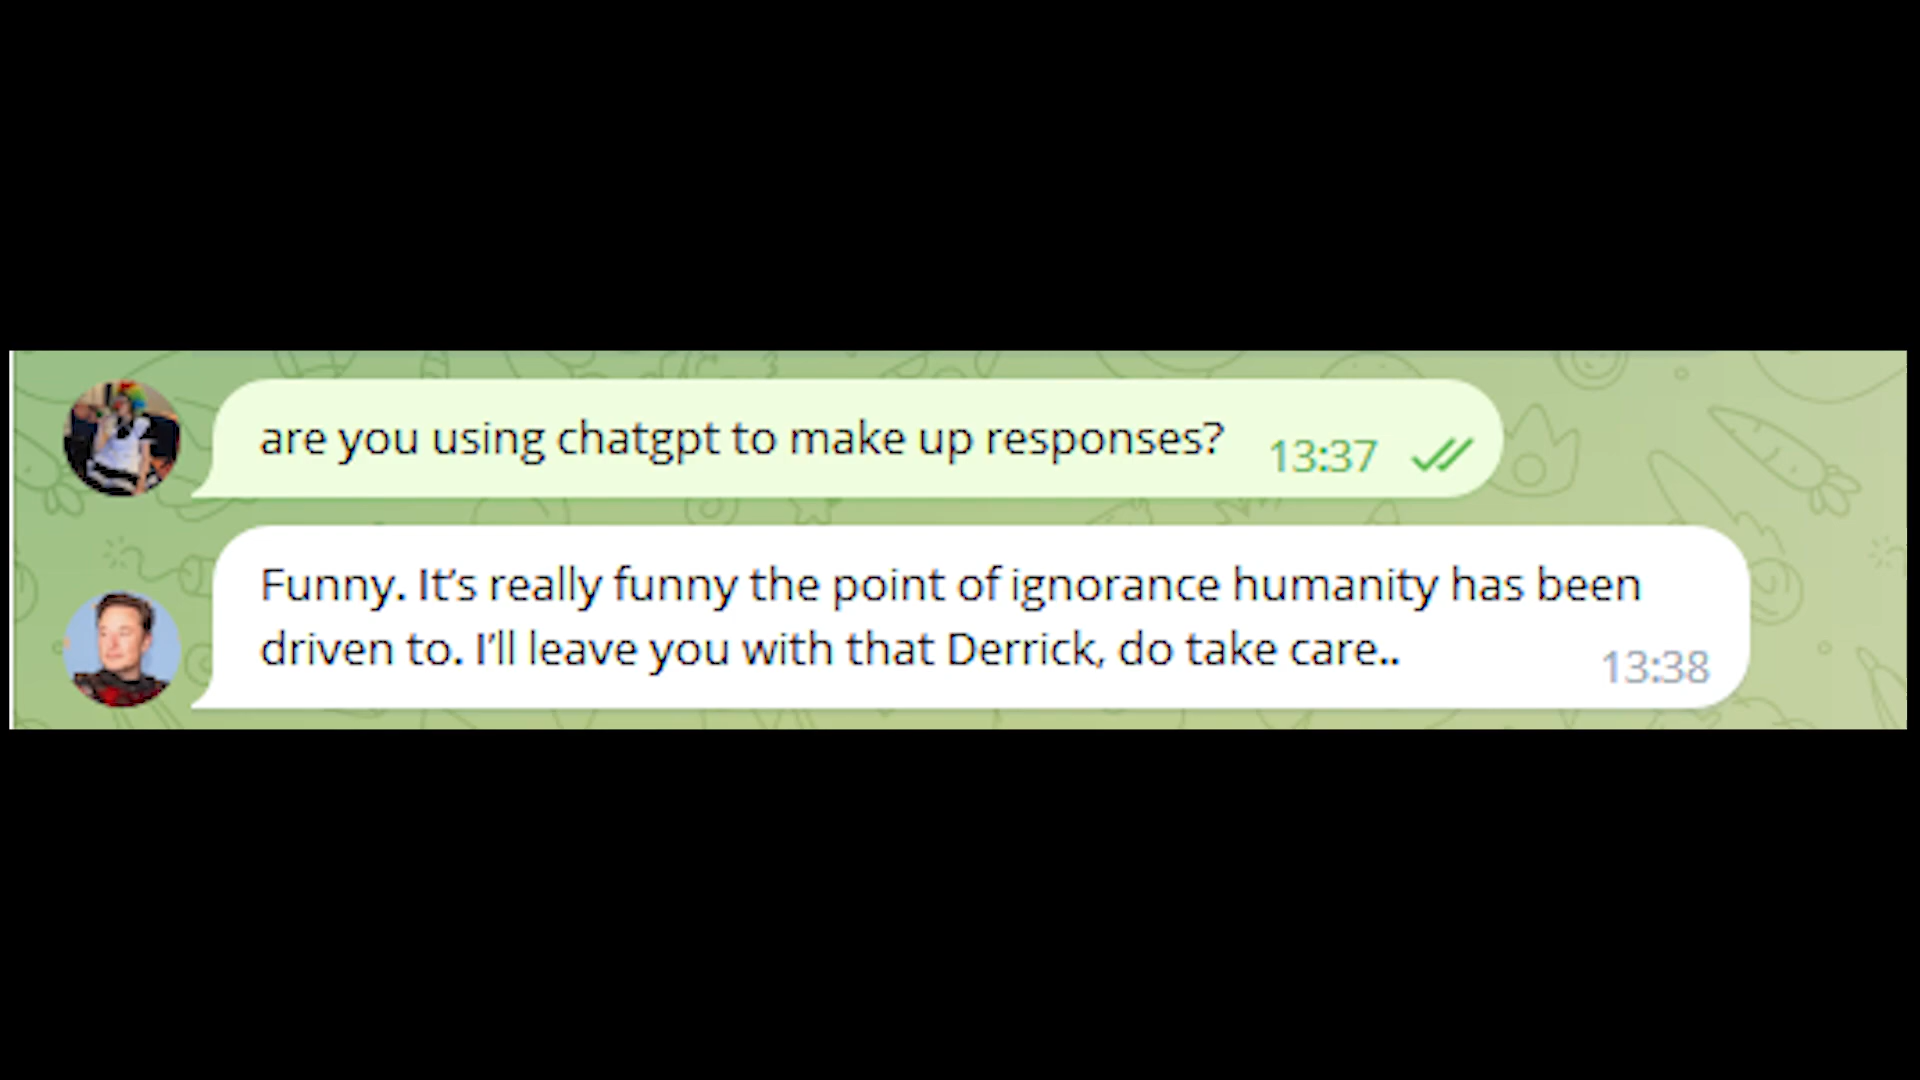 are you using chatgpt to make up responses? 13:37
Funny. It’s really funny the point of ignorance humanity has been
driven to. I’ll leave you with that Derrick, do take care..
13:38